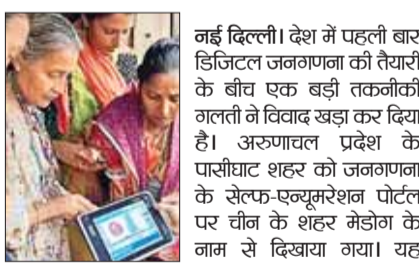 नई दिल्ली। देश में पहली बार
डिजिटल जनगणना की तैयारी
के बीच एक बड़ी तकनीकी
गलती ने विवाद खड़ा कर दिया
है। अरुणाचल प्रदेश के
पासीघाट शहर को जनगणना
के सेल्फ-एन्यूमरेशन पोर्टल
पर चीन के शहर मेडोग के
नाम से दिखाया गया। यह